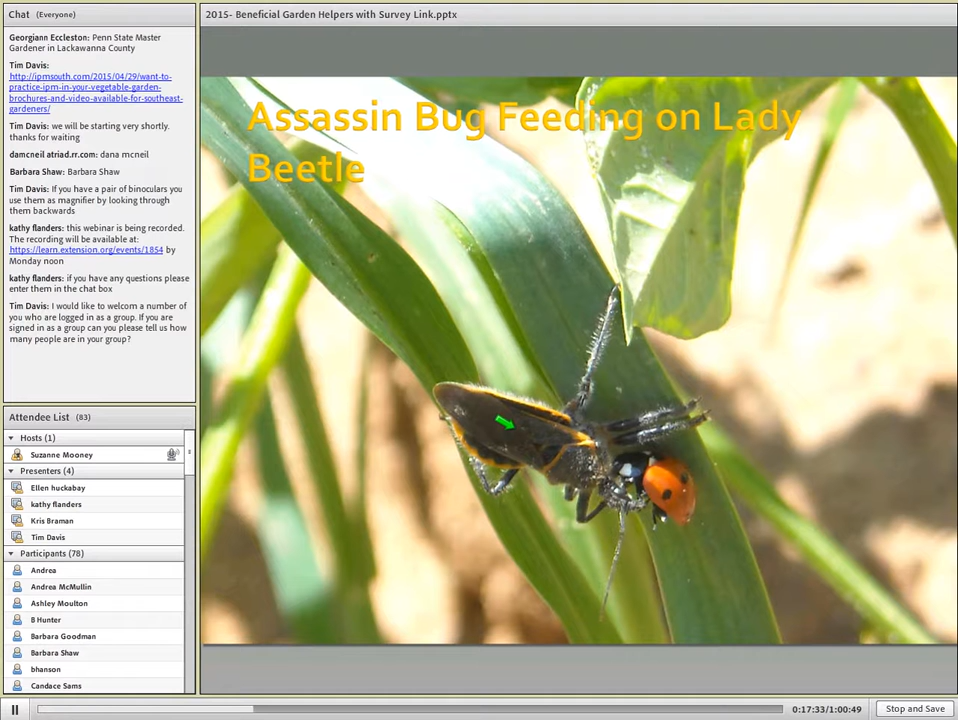 Chat (Everyone)
Georgiann Eccleston: Penn State Master
Gardener in Lackawanna County
Tim Davis:
http://ipmsouth.com/2015/04/29/want-to-
practice-ipm-in-your-vegetable-garden-
brochures-and-video-available-for-southeast-
gardeners/
Tim Davis: we will be starting very shortly.
thanks for waiting
damcneil atriad.rr.com: dana mcneil
Barbara Shaw: Barbara Shaw
Tim Davis: If you have a pair of binoculars you
use them as magnifier by looking through
them backwards
kathy flanders: this webinar is being recorded.
The recording will be available at:
https://learn.extension.org/events/1854 by
Monday noon
kathy flanders: if you have any questions please
enter them in the chat box
Tim Davis: I would like to welcom a number of
you who are logged in as a group. If you are
signed in as a group can you please tell us how
many people are in your group?
Attendee List (83)
Hosts (1)
Suzanne Mooney
Presenters (4)
Ellen huckabay
kathy flanders
Kris Braman
Tim Davis
Participants (78)
Andrea
Andrea McMullin
Ashley Moulton
B Hunter
Barbara Goodman
Barbara Shaw
bhanson
Candace Sams
2015- Beneficial Garden Helpers with Survey Link.pptx
Assassin Bug Feeding on Lady
Beetle
0:17:33/1:00:49
Stop and Save